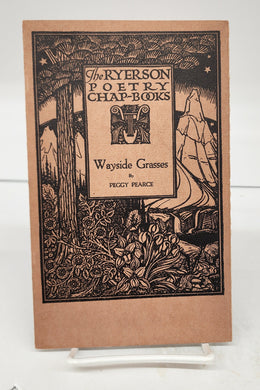 The RYERSON
POETRY
CHAP-BOOKS
Wayside Grasses
By
PEGGY PEARCE